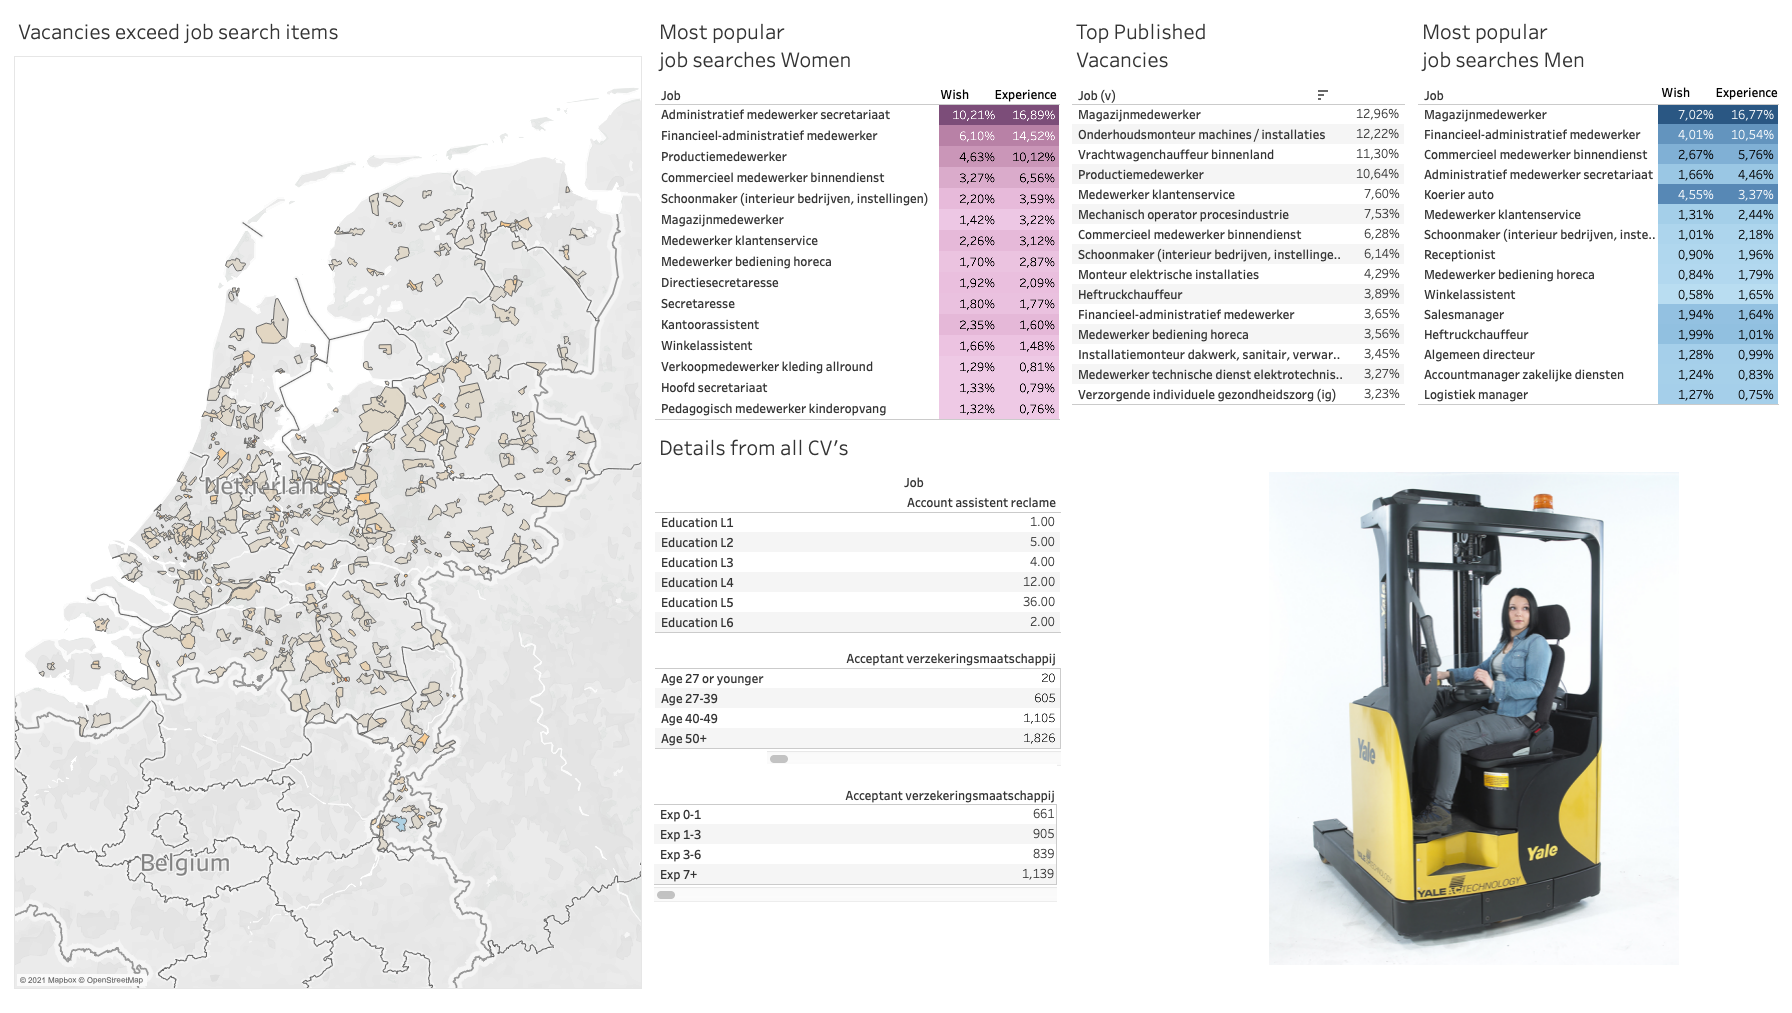 Vacancies exceed job search items
Netherlands
Belgium
© 2021 Mapbox © OpenStreetMap
Most popular
job searches Women
Job Wish Experience
Administratief medewerker secretariaat 10,21% 16,89%
Financieel-administratief medewerker 6,10% 14,52%
Productiemedewerker 4,63% 10,12%
Commercieel medewerker binnendienst 3,27% 6,56%
Schoonmaker (interieur bedrijven, instellingen) 2,20% 3,59%
Magazijnmedewerker 1,42% 3,22%
Medewerker klantenservice 2,26% 3,12%
Medewerker bediening horeca 1,70% 2,87%
Directiesecretaresse 1,92% 2,09%
Secretaresse 1,80% 1,77%
Kantoorassistent 2,35% 1,60%
Winkelassistent 1,66% 1,48%
Verkoopmedewerker kleding allround 1,29% 0,81%
Hoofd secretariaat 1,33% 0,79%
Pedagogisch medewerker kinderopvang 1,32% 0,76%
Top Published
Vacancies
Job (v)
Magazijnmedewerker 12,96%
Onderhoudsmonteur machines / installaties 12,22%
Vrachtwagenchauffeur binnenland 11,30%
Productiemedewerker 10,64%
Medewerker klantenservice 7,60%
Mechanisch operator procesindustrie 7,53%
Commercieel medewerker binnendienst 6,28%
Schoonmaker (interieur bedrijven, instellinge.. 6,14%
Monteur elektrische installaties 4,29%
Heftruckchauffeur 3,89%
Financieel-administratief medewerker 3,65%
Medewerker bediening horeca 3,56%
Installatiemonteur dakwerk, sanitair, verwar.. 3,45%
Medewerker technische dienst elektrotechnis.. 3,27%
Verzorgende individuele gezondheidszorg (ig) 3,23%
Most popular
job searches Men
Job Wish Experience
Magazijnmedewerker 7,02% 16,77%
Financieel-administratief medewerker 4,01% 10,54%
Commercieel medewerker binnendienst 2,67% 5,76%
Administratief medewerker secretariaat 1,66% 4,46%
Koerier auto 4,55% 3,37%
Medewerker klantenservice 1,31% 2,44%
Schoonmaker (interieur bedrijven, inste.. 1,01% 2,18%
Receptionist 0,90% 1,96%
Medewerker bediening horeca 0,84% 1,79%
Winkelassistent 0,58% 1,65%
Salesmanager 1,94% 1,64%
Heftruckchauffeur 1,99% 1,01%
Algemeen directeur 1,28% 0,99%
Accountmanager zakelijke diensten 1,24% 0,83%
Logistiek manager 1,27% 0,75%
Details from all CV's
Job
Account assistent reclame
Education L1 1.00
Education L2 5.00
Education L3 4.00
Education L4 12.00
Education L5 36.00
Education L6 2.00
Acceptant verzekeringsmaatschappij
Age 27 or younger 20
Age 27-39 605
Age 40-49 1,105
Age 50+ 1,826
Acceptant verzekeringsmaatschappij
Exp 0-1 661
Exp 1-3 905
Exp 3-6 839
Exp 7+ 1,139
Yale
Yale
Yale
YALE AC TECHNOLOGY